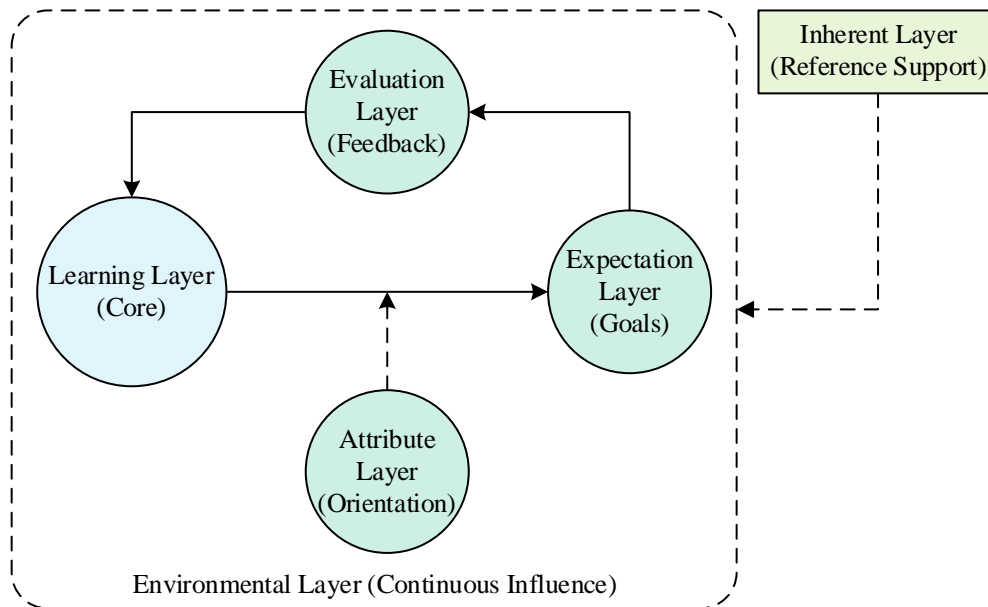 Inherent Layer
(Reference Support)
Evaluation
Layer
(Feedback)
Learning Layer
(Core)
Expectation
Layer
(Goals)
Attribute
Layer
(Orientation)
Environmental Layer (Continuous Influence)